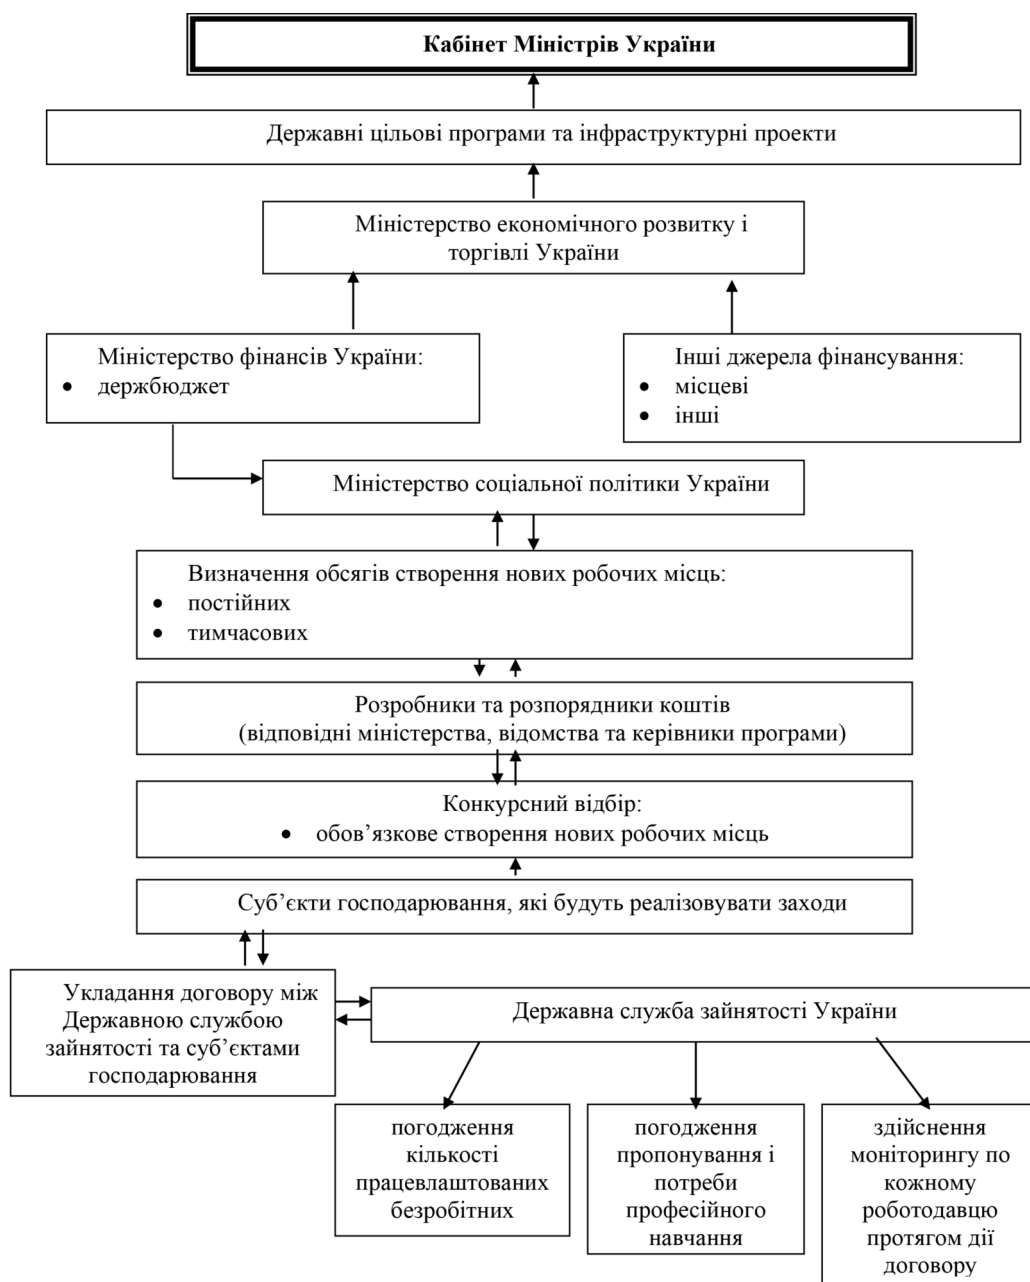 Кабінет Міністрів України
Державні цільові програми та інфраструктурні проекти
Міністерство економічного розвитку і
торгівлі України
Міністерство фінансів України:
• держбюджет
Інші джерела фінансування:
• місцеві
• інші
Міністерство соціальної політики України
Визначення обсягів створення нових робочих місць:
• постійних
• тимчасових
Розробники та розпорядники коштів
(відповідні міністерства, відомства та керівники програми)
Конкурсний відбір:
• обов’язкове створення нових робочих місць
Суб’єкти господарювання, які будуть реалізовувати заходи
Укладання договору між
Державною службою
зайнятості та суб’єктами
господарювання
Державна служба зайнятості України
погодження
кількості
працевлаштованих
безробітних
погодження
пропонування і
потреби
професійного
навчання
здійснення
моніторингу по
кожному
роботодавцю
протягом дії
договору